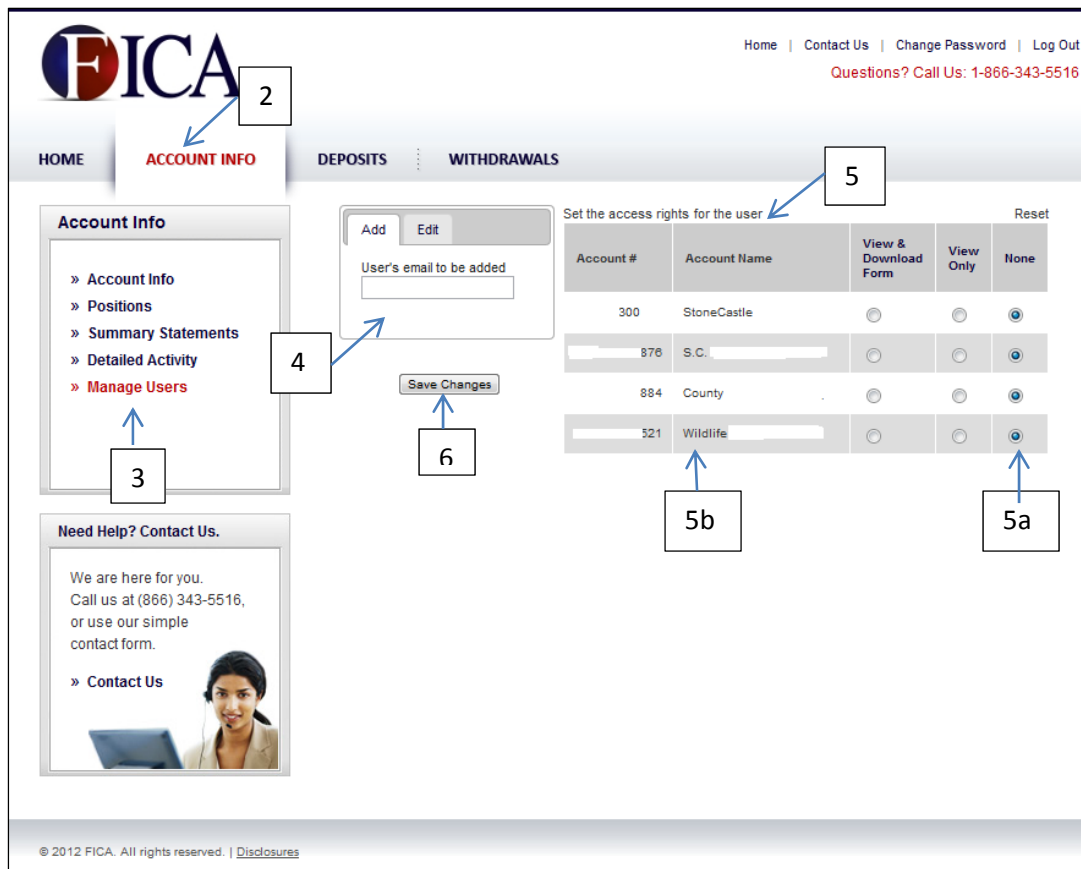 FICA
Home | Contact Us | Change Password | Log Out
Questions? Call Us: 1-866-343-5516
2
HOME ACCOUNT INFO DEPOSITS WITHDRAWALS
5
Account Info
» Account Info
» Positions
» Summary Statements
» Detailed Activity
» Manage Users
3
Add Edit
User's email to be added
4
Save Changes
6
Set the access rights for the user Reset
Account # Account Name View & Download Form View Only None
300 StoneCastle
876 S.C.
884 County
521 Wildlife
5b
5a
Need Help? Contact Us.
We are here for you.
Call us at (866) 343-5516,
or use our simple
contact form.
» Contact Us
© 2012 FICA. All rights reserved. | Disclosures